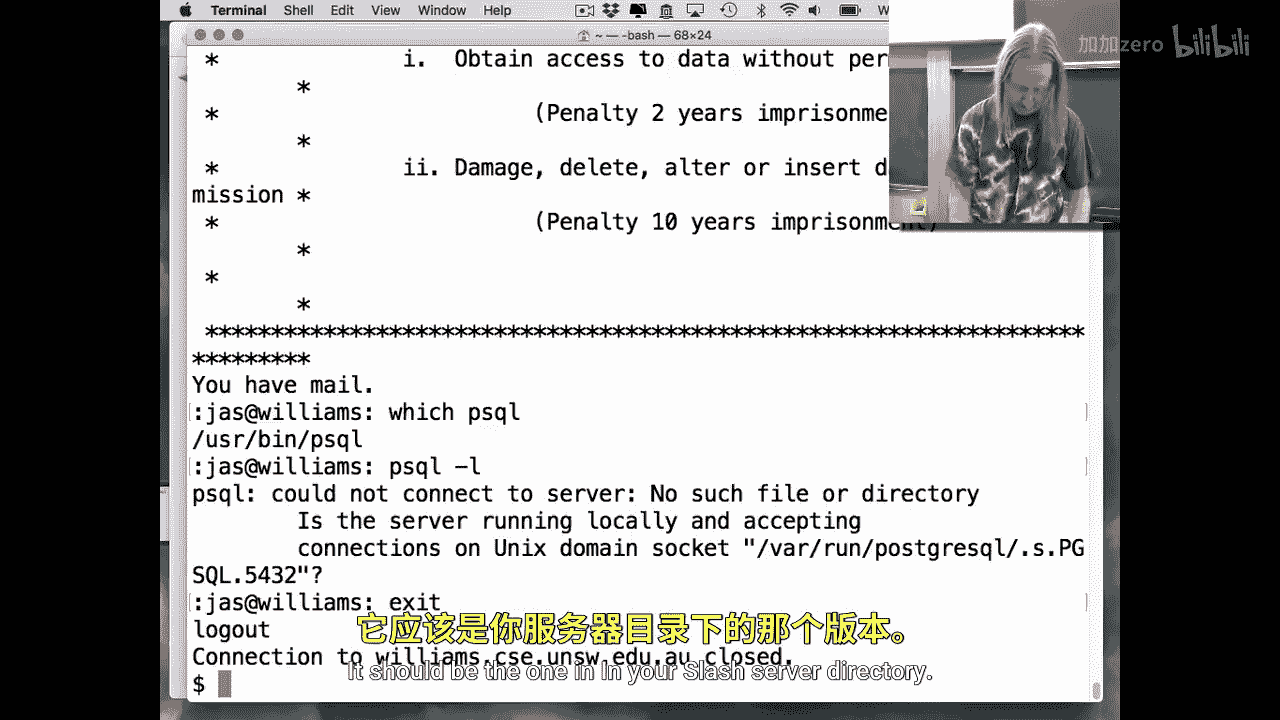 Terminal Shell Edit View Window Help W
加加zero bilibili
~ — -bash — 68×24
* i. Obtain access to data without per
*
* (Penalty 2 years imprisonme
*
* ii. Damage, delete, alter or insert d
mission *
* (Penalty 10 years imprisonment)
*
*
*
*******************************************************************
*********
You have mail.
:jas@williams: which psql
/usr/bin/psql
:jas@williams: psql -l
psql: could not connect to server: No such file or directory
Is the server running locally and accepting
connections on Unix domain socket "/var/run/postgresql/.s.PG
SQL.5432"?
:jas@williams: exit
logout
Connection to williams.cse.unsw.edu.au closed.
$
它应该是你服务器目录下的那个版本。
It should be the one in in your Slash server directory.